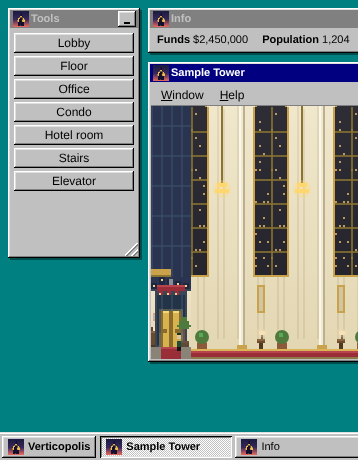 Tools
Lobby
Floor
Office
Condo
Hotel room
Stairs
Elevator
Info
Funds $2,450,000 Population 1,204
Sample Tower
Window Help
Verticopolis
Sample Tower
Info